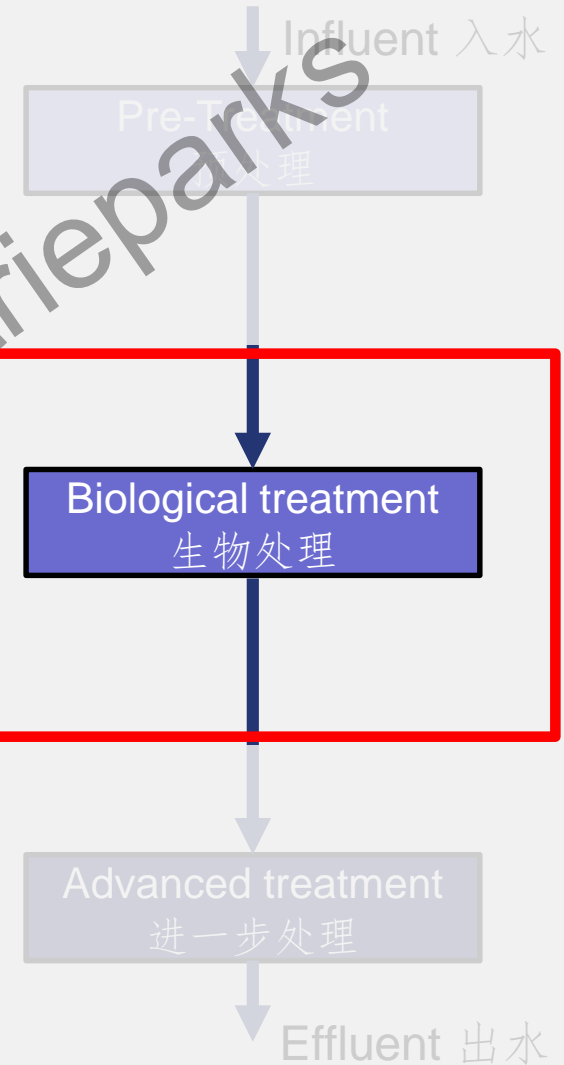 Influent 入水
Pre-Treatment
预处理
Biological treatment
生物处理
Advanced treatment
进一步处理
Effluent 出水